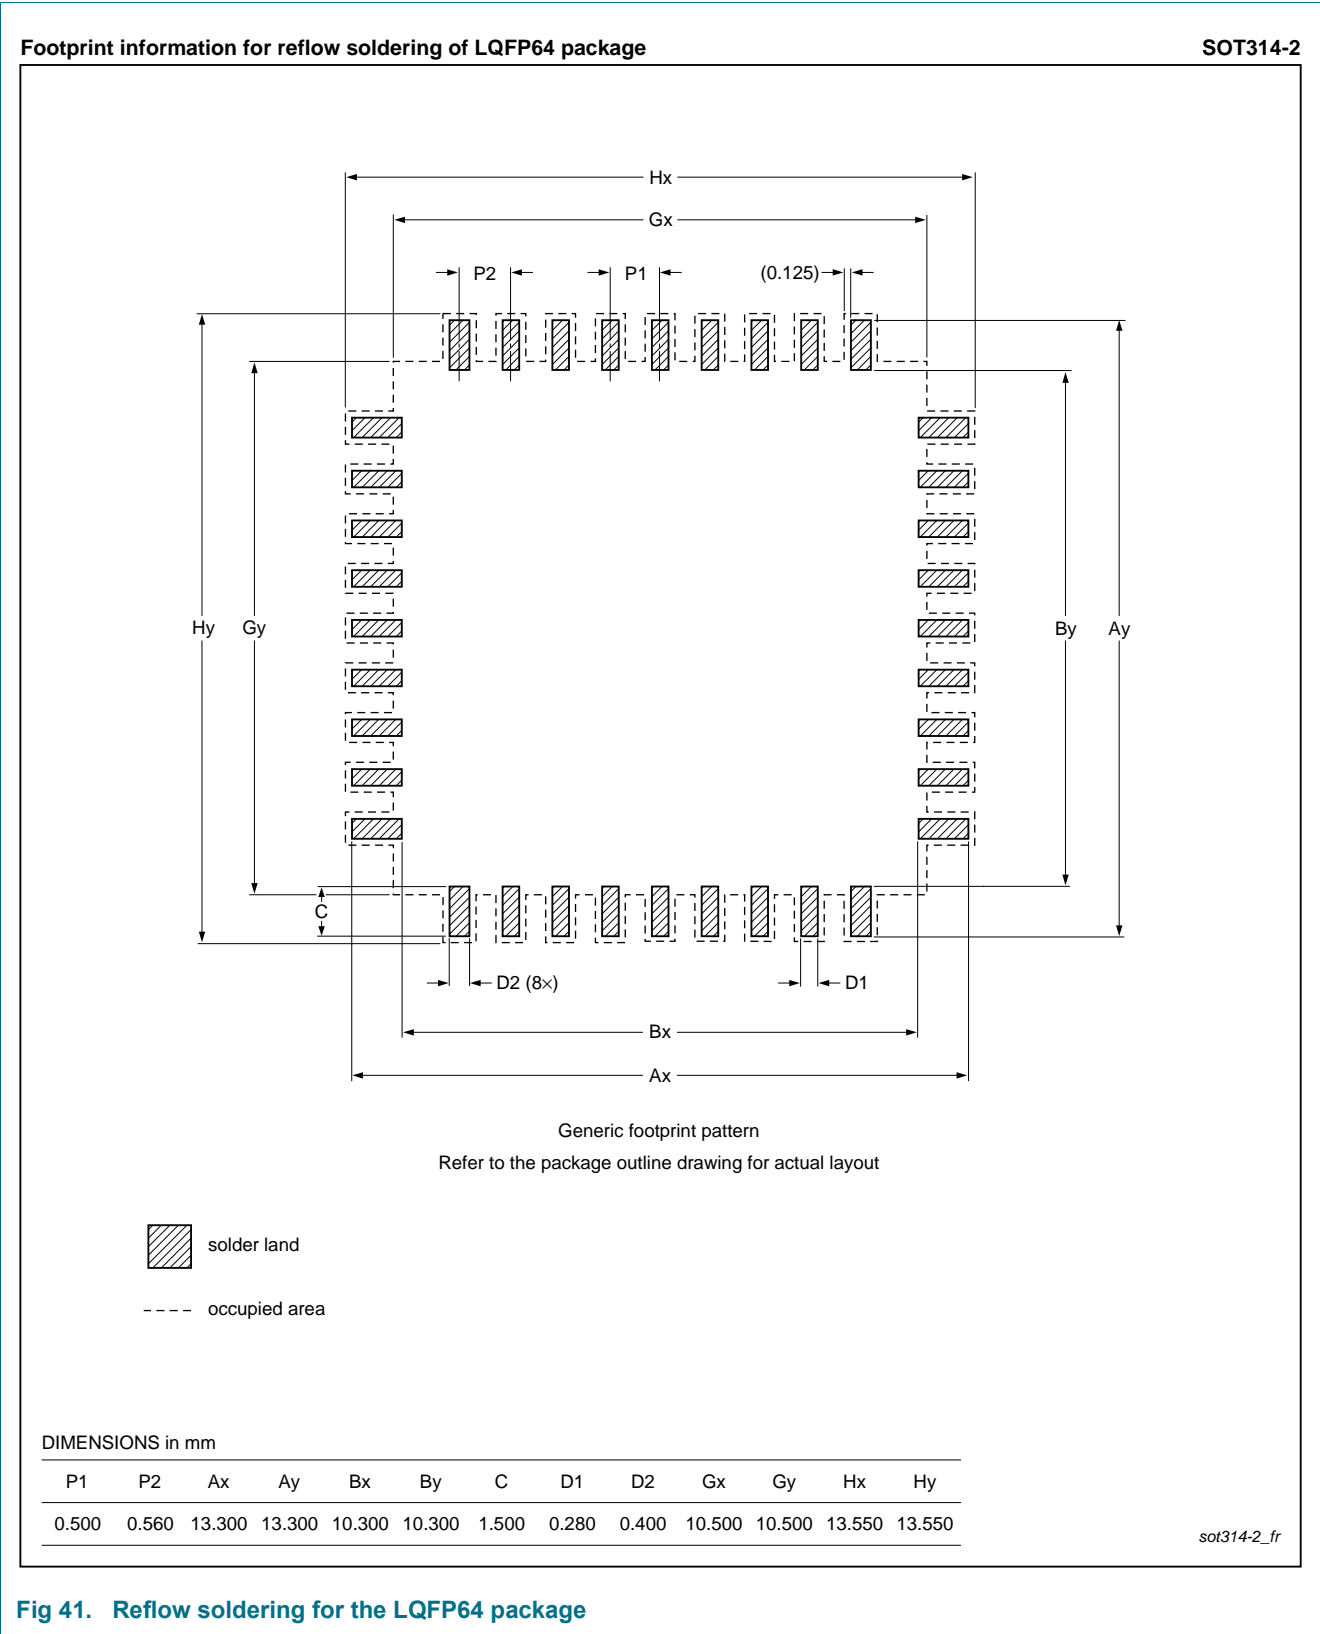 Footprint information for reflow soldering of LQFP64 package SOT314-2
Hx
Gx
P2 P1 (0.125)
Hy Gy By Ay
C
D2 (8×) D1
Bx
Ax
Generic footprint pattern
Refer to the package outline drawing for actual layout
solder land
occupied area
DIMENSIONS in mm
P1 P2 Ax Ay Bx By C D1 D2 Gx Gy Hx Hy
0.500 0.560 13.300 13.300 10.300 10.300 1.500 0.280 0.400 10.500 10.500 13.550 13.550
sot314-2_fr
Fig 41. Reflow soldering for the LQFP64 package